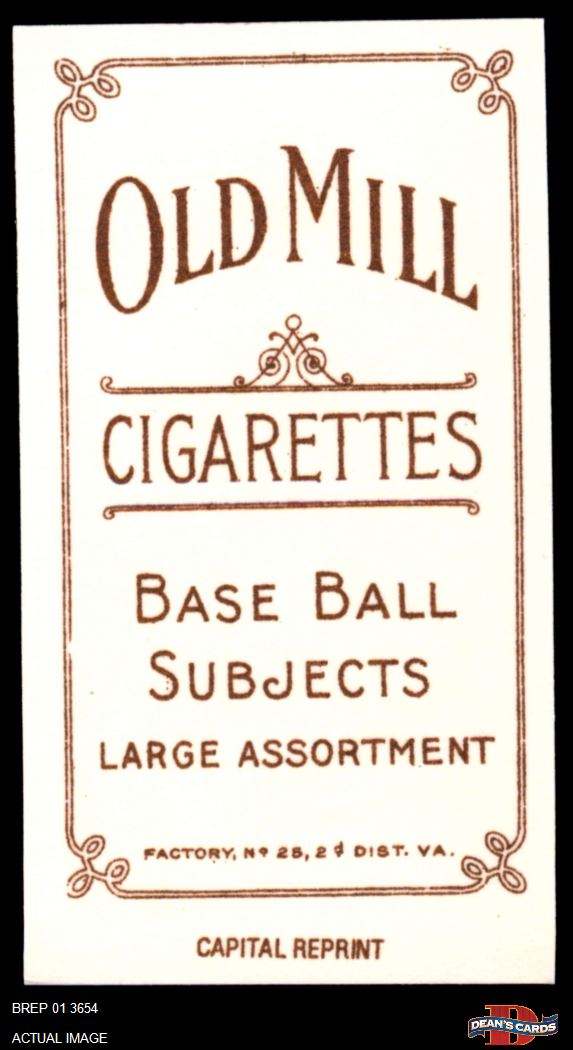 OLD MILL
CIGARETTES
BASE BALL
SUBJECTS
LARGE ASSORTMENT
FACTORY, Nº 25, 2d DIST. VA.
CAPITAL REPRINT
BREP 01 3654
ACTUAL IMAGE
D
DEAN'S CARDS